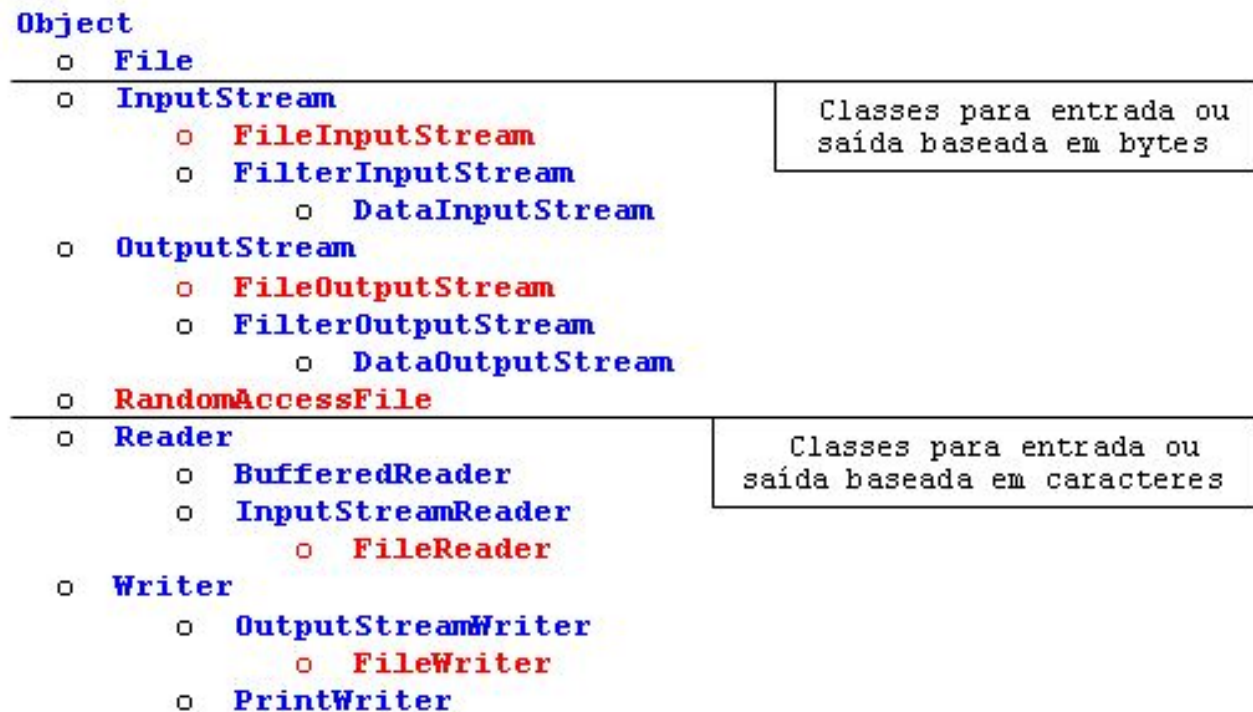 Object
o File
o InputStream
Classes para entrada ou
saída baseada em bytes
o FileInputStream
o FilterInputStream
o DataInputStream
o OutputStream
o FileOutputStream
o FilterOutputStream
o DataOutputStream
o RandomAccessFile
o Reader
Classes para entrada ou
saída baseada em caracteres
o BufferedReader
o InputStreamReader
o FileReader
o Writer
o OutputStreamWriter
o FileWriter
o PrintWriter